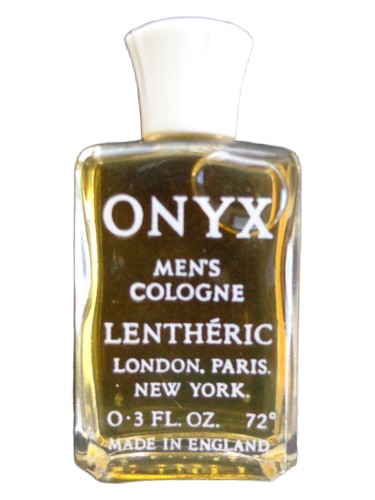 ONYX
MEN'S
COLOGNE
LENTHÉRIC
LONDON. PARIS.
NEW YORK.
0·3 FL. OZ. 72°
MADE IN ENGLAND